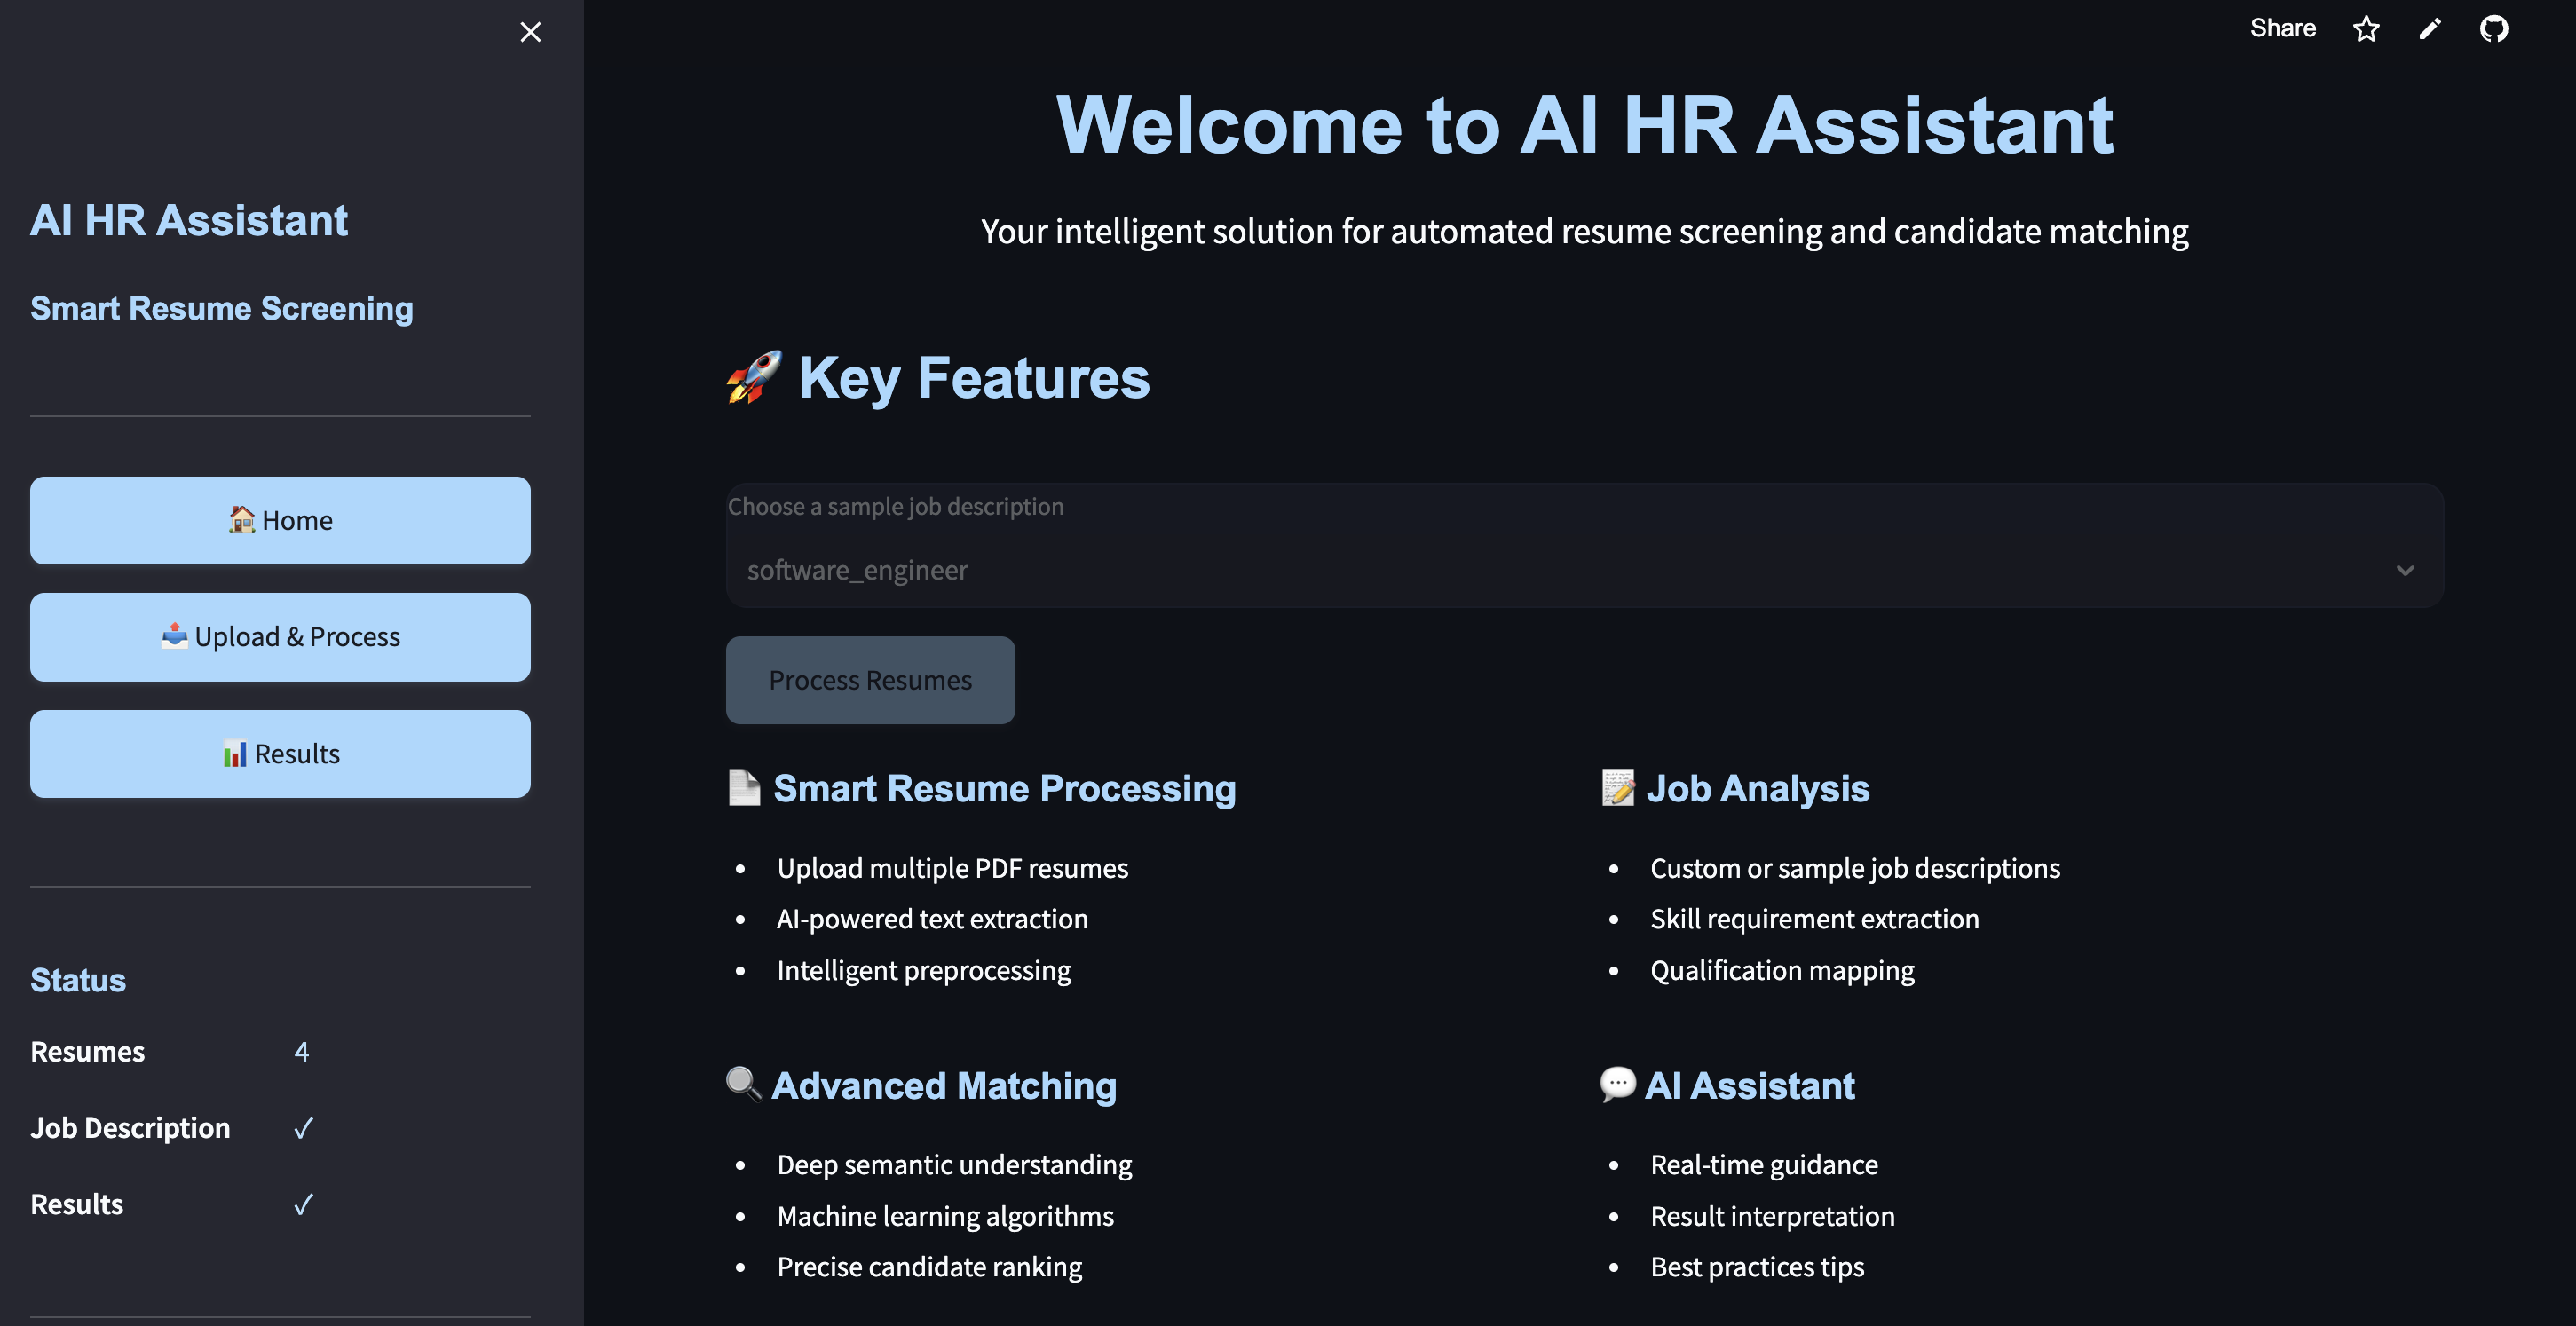 Share
AI HR Assistant
Smart Resume Screening
🏠 Home
📤 Upload & Process
📊 Results
Status
Resumes 4
Job Description ✓
Results ✓
Welcome to AI HR Assistant
Your intelligent solution for automated resume screening and candidate matching
🚀 Key Features
Choose a sample job description
software_engineer
Process Resumes
📄 Smart Resume Processing
• Upload multiple PDF resumes
• AI-powered text extraction
• Intelligent preprocessing
📝 Job Analysis
• Custom or sample job descriptions
• Skill requirement extraction
• Qualification mapping
🔍 Advanced Matching
• Deep semantic understanding
• Machine learning algorithms
• Precise candidate ranking
💬 AI Assistant
• Real-time guidance
• Result interpretation
• Best practices tips